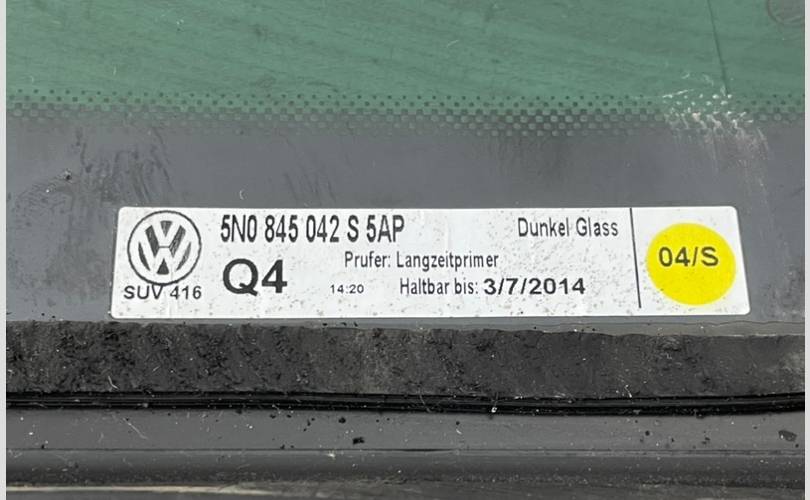 5N0 845 042 S 5AP
Dunkel Glass
Prufer: Langzeitprimer
Q4
14:20
Haltbar bis: 3/7/2014
SUV 416
04/S